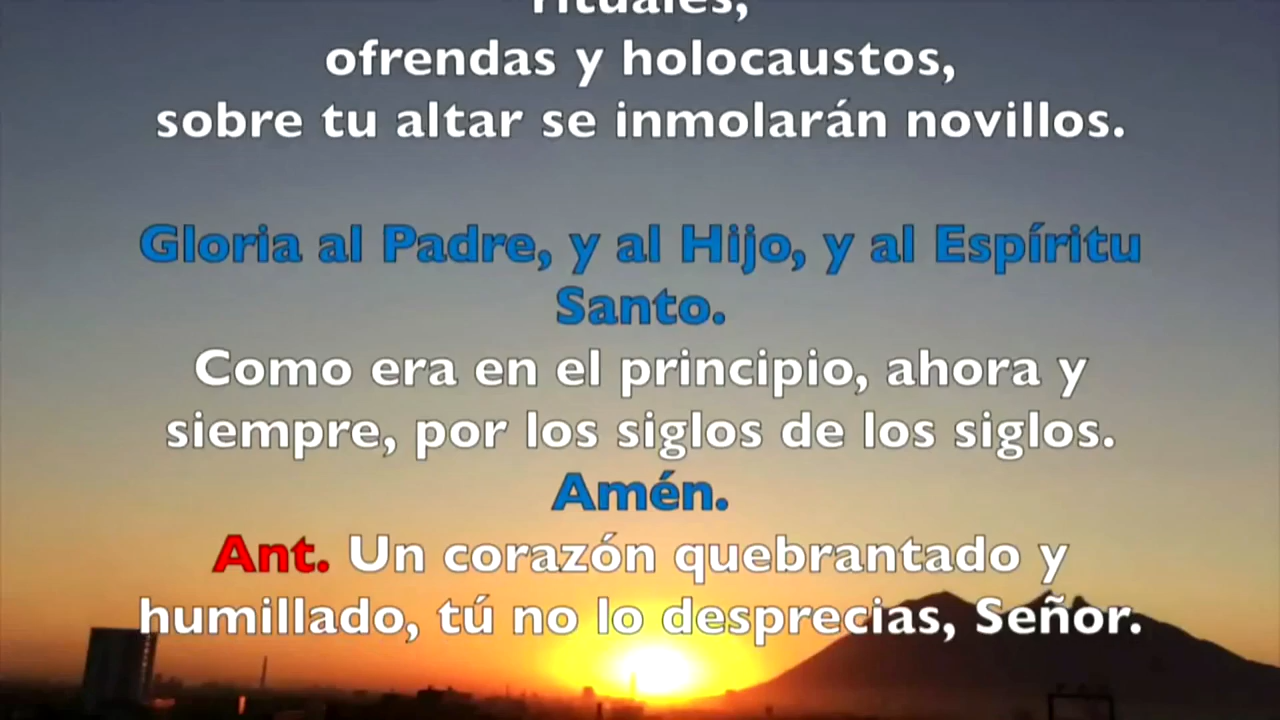 rituales,
ofrendas y holocaustos,
sobre tu altar se inmolarán novillos.
Gloria al Padre, y al Hijo, y al Espíritu
Santo.
Como era en el principio, ahora y
siempre, por los siglos de los siglos.
Amén.
Ant. Un corazón quebrantado y
humillado, tú no lo desprecias, Señor.